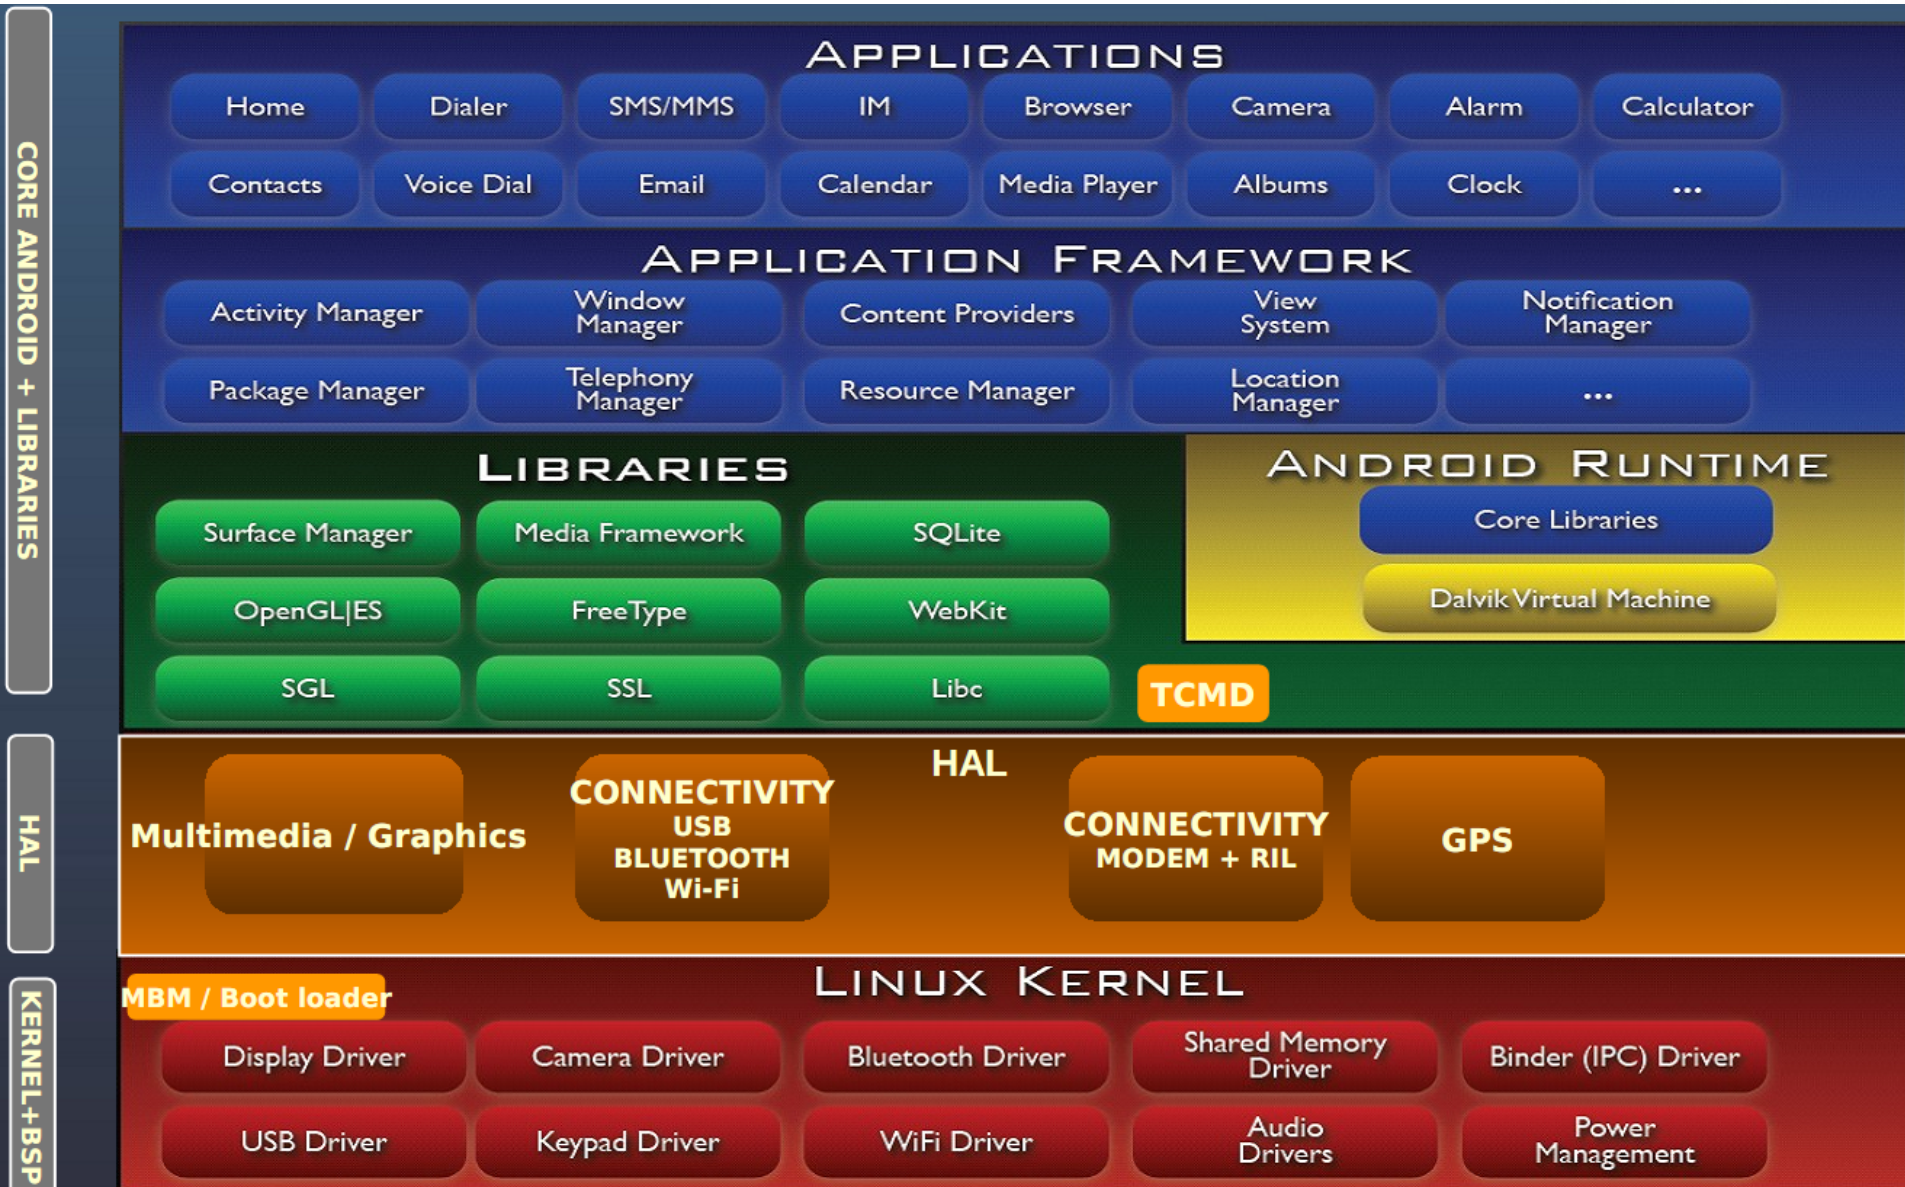 CORE ANDROID + LIBRARIES
APPLICATIONS
Home
Dialer
SMS/MMS
IM
Browser
Camera
Alarm
Calculator
Contacts
Voice Dial
Email
Calendar
Media Player
Albums
Clock
...
APPLICATION FRAMEWORK
Activity Manager
Window
Manager
Content Providers
View
System
Notification
Manager
Package Manager
Telephony
Manager
Resource Manager
Location
Manager
...
LIBRARIES
Surface Manager
Media Framework
SQLite
OpenGL|ES
FreeType
WebKit
SGL
SSL
Libc
TCMD
ANDROID RUNTIME
Core Libraries
Dalvik Virtual Machine
HAL
HAL
Multimedia / Graphics
CONNECTIVITY
USB
BLUETOOTH
Wi-Fi
CONNECTIVITY
MODEM + RIL
GPS
KERNEL+BSP
MBM / Boot loader
LINUX KERNEL
Display Driver
Camera Driver
Bluetooth Driver
Shared Memory
Driver
Binder (IPC) Driver
USB Driver
Keypad Driver
WiFi Driver
Audio
Drivers
Power
Management